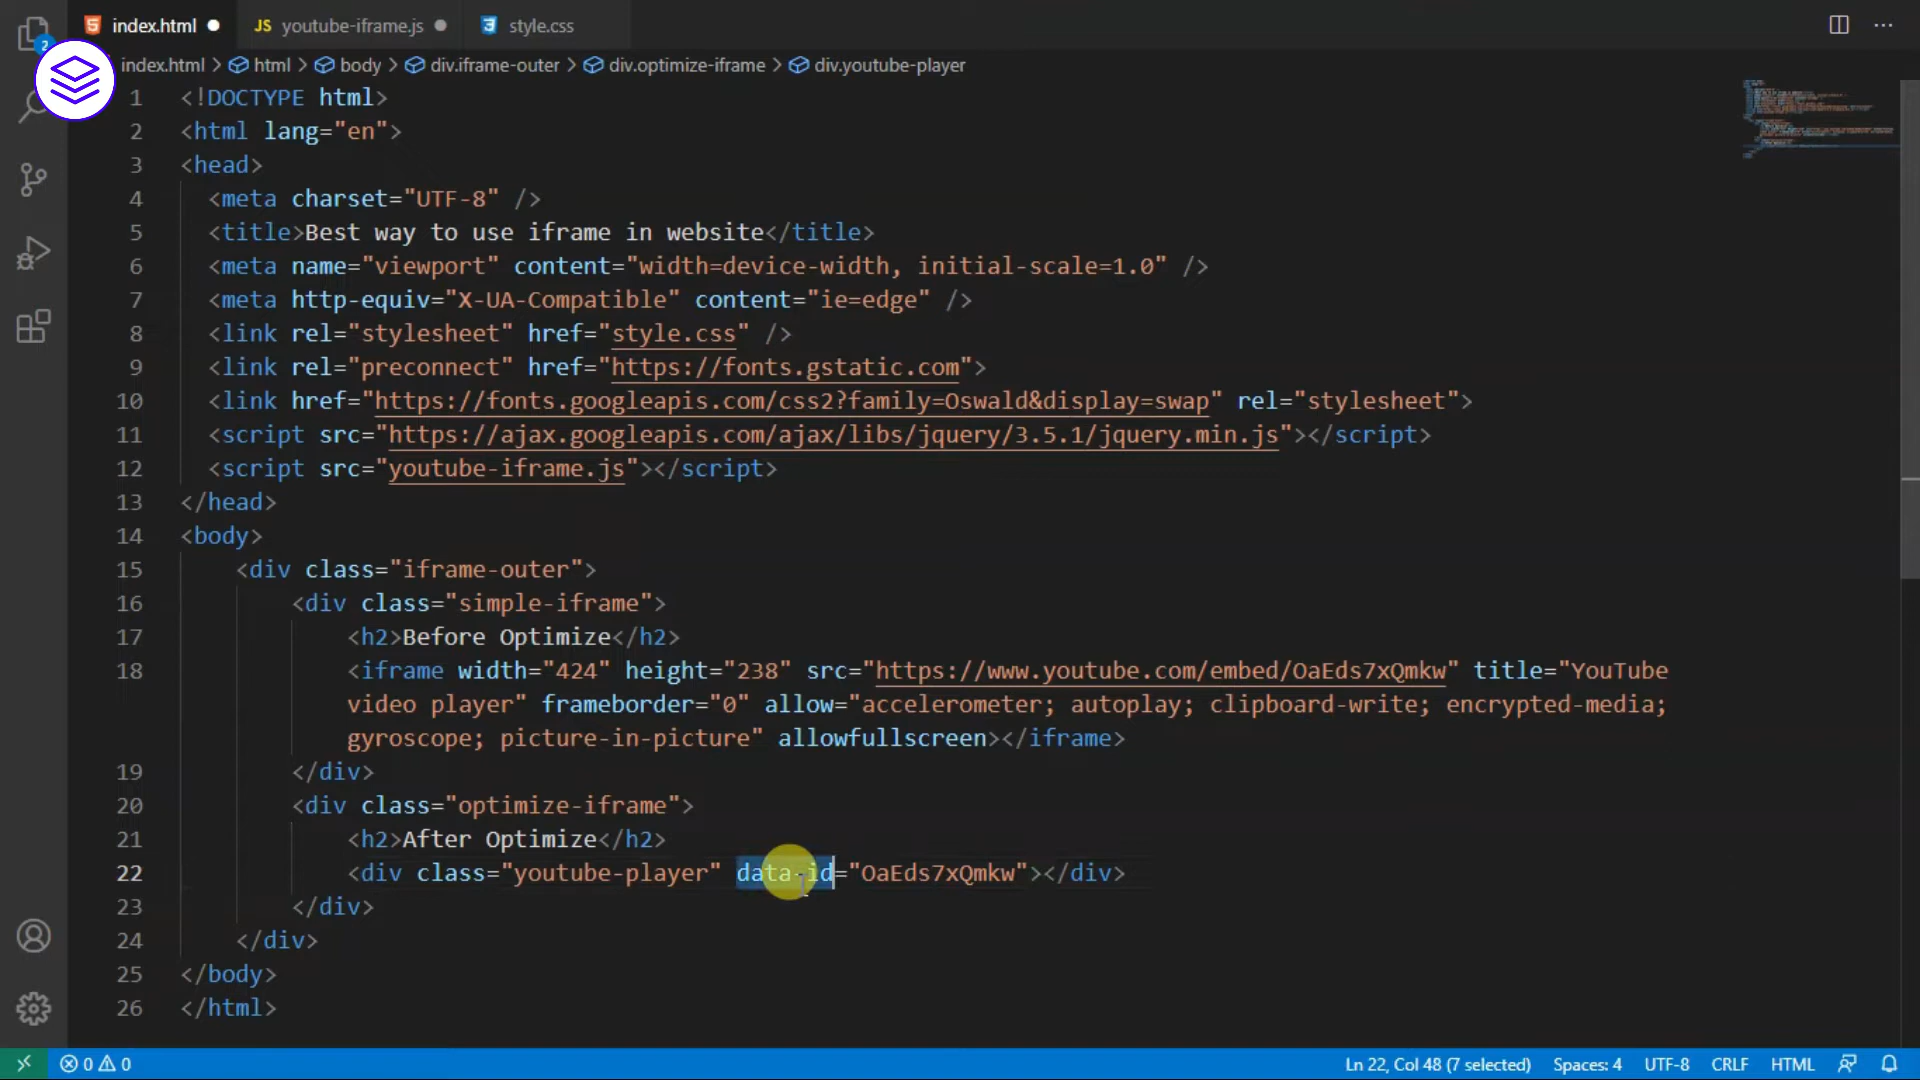 index.html
JS youtube-iframe.js
style.css
2
index.html > html > body > div.iframe-outer > div.optimize-iframe > div.youtube-player
1 <!DOCTYPE html>
2 <html lang="en">
3 <head>
4 <meta charset="UTF-8" />
5 <title>Best way to use iframe in website</title>
6 <meta name="viewport" content="width=device-width, initial-scale=1.0" />
7 <meta http-equiv="X-UA-Compatible" content="ie=edge" />
8 <link rel="stylesheet" href="style.css" />
9 <link rel="preconnect" href="https://fonts.gstatic.com">
10 <link href="https://fonts.googleapis.com/css2?family=Oswald&display=swap" rel="stylesheet">
11 <script src="https://ajax.googleapis.com/ajax/libs/jquery/3.5.1/jquery.min.js"></script>
12 <script src="youtube-iframe.js"></script>
13 </head>
14 <body>
15 <div class="iframe-outer">
16 <div class="simple-iframe">
17 <h2>Before Optimize</h2>
18 <iframe width="424" height="238" src="https://www.youtube.com/embed/OaEds7xQmkw" title="YouTube
video player" frameborder="0" allow="accelerometer; autoplay; clipboard-write; encrypted-media;
gyroscope; picture-in-picture" allowfullscreen></iframe>
19 </div>
20 <div class="optimize-iframe">
21 <h2>After Optimize</h2>
22 <div class="youtube-player" data-id="OaEds7xQmkw"></div>
23 </div>
24 </div>
25 </body>
26 </html>
0 0
Ln 22, Col 48 (7 selected)
Spaces: 4
UTF-8
CRLF
HTML